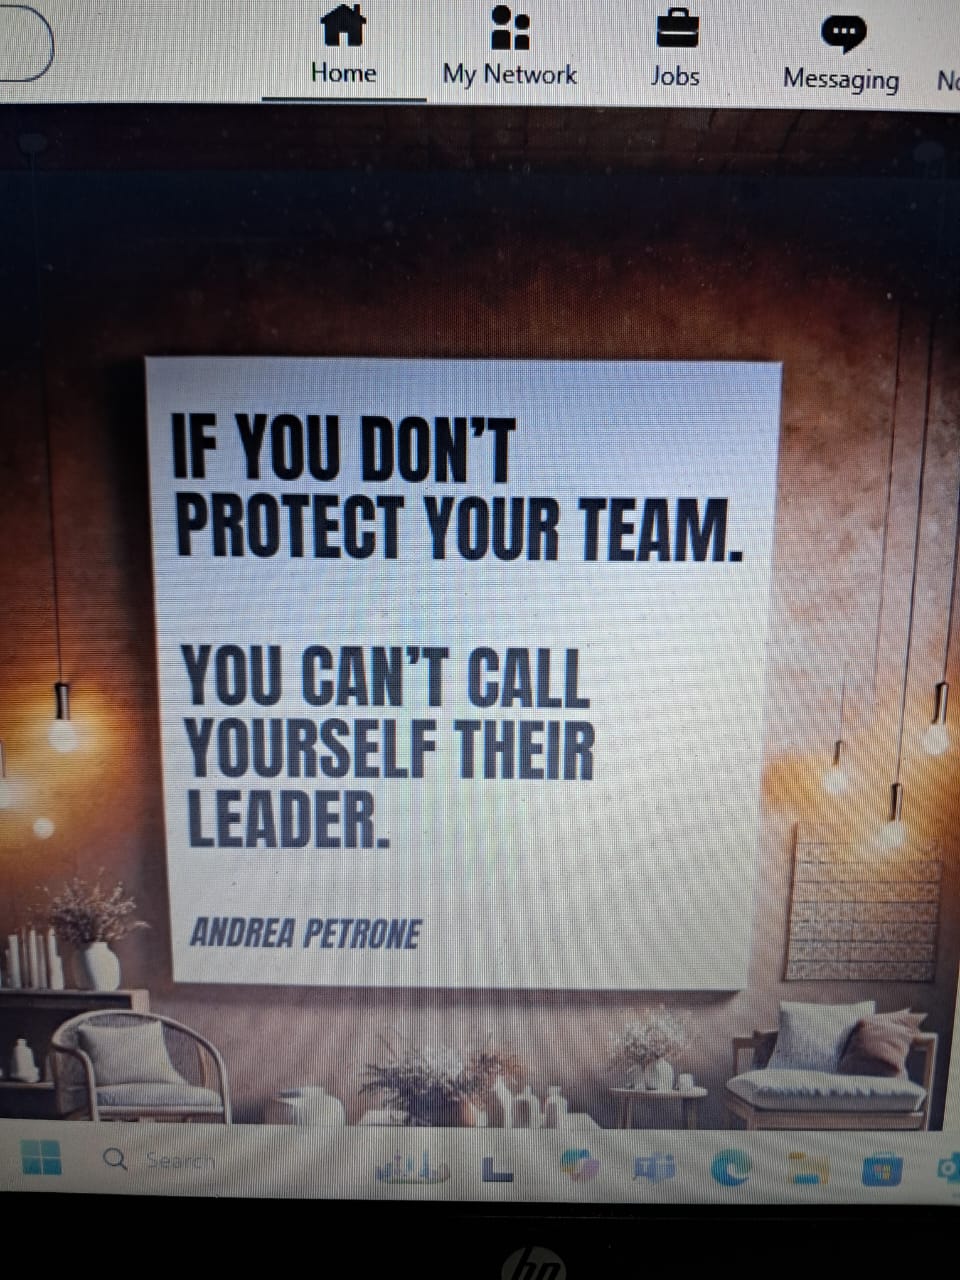 Home
My Network
Jobs
Messaging
IF YOU DON'T
PROTECT YOUR TEAM.
YOU CAN'T CALL
YOURSELF THEIR
LEADER.
ANDREA PETRONE
Search
hp